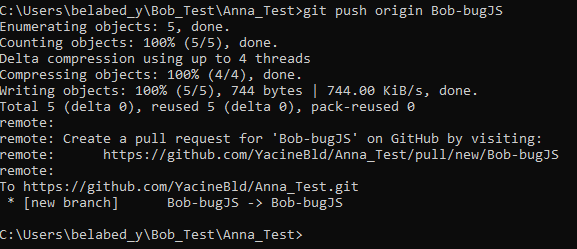 C:\Users\belabed_y\Bob_Test\Anna_Test>git push origin Bob-bugJS
Enumerating objects: 5, done.
Counting objects: 100% (5/5), done.
Delta compression using up to 4 threads
Compressing objects: 100% (4/4), done.
Writing objects: 100% (5/5), 744 bytes | 744.00 KiB/s, done.
Total 5 (delta 0), reused 5 (delta 0), pack-reused 0
remote:
remote: Create a pull request for 'Bob-bugJS' on GitHub by visiting:
remote:      https://github.com/YacineBld/Anna_Test/pull/new/Bob-bugJS
remote:
To https://github.com/YacineBld/Anna_Test.git
 * [new branch]      Bob-bugJS -> Bob-bugJS
C:\Users\belabed_y\Bob_Test\Anna_Test>